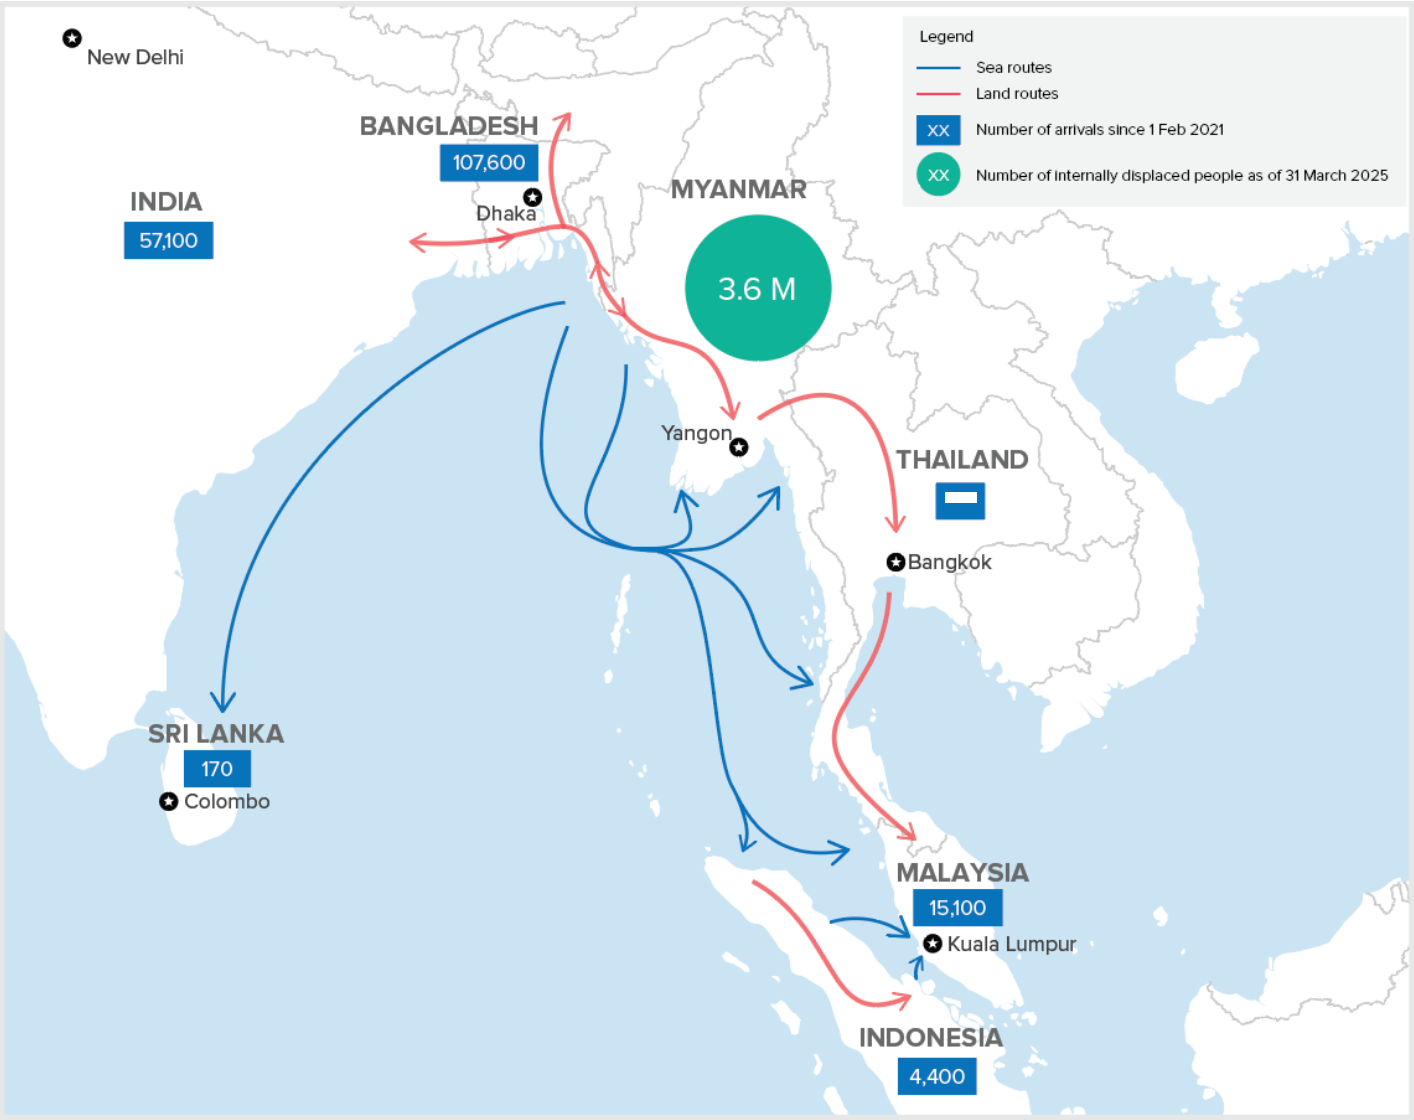 New Delhi
Legend
Sea routes
Land routes
XX Number of arrivals since 1 Feb 2021
XX Number of internally displaced people as of 31 March 2025
BANGLADESH
107,600
Dhaka
INDIA
57,100
MYANMAR
3.6 M
Yangon
THAILAND
Bangkok
SRI LANKA
170
Colombo
MALAYSIA
15,100
Kuala Lumpur
INDONESIA
4,400